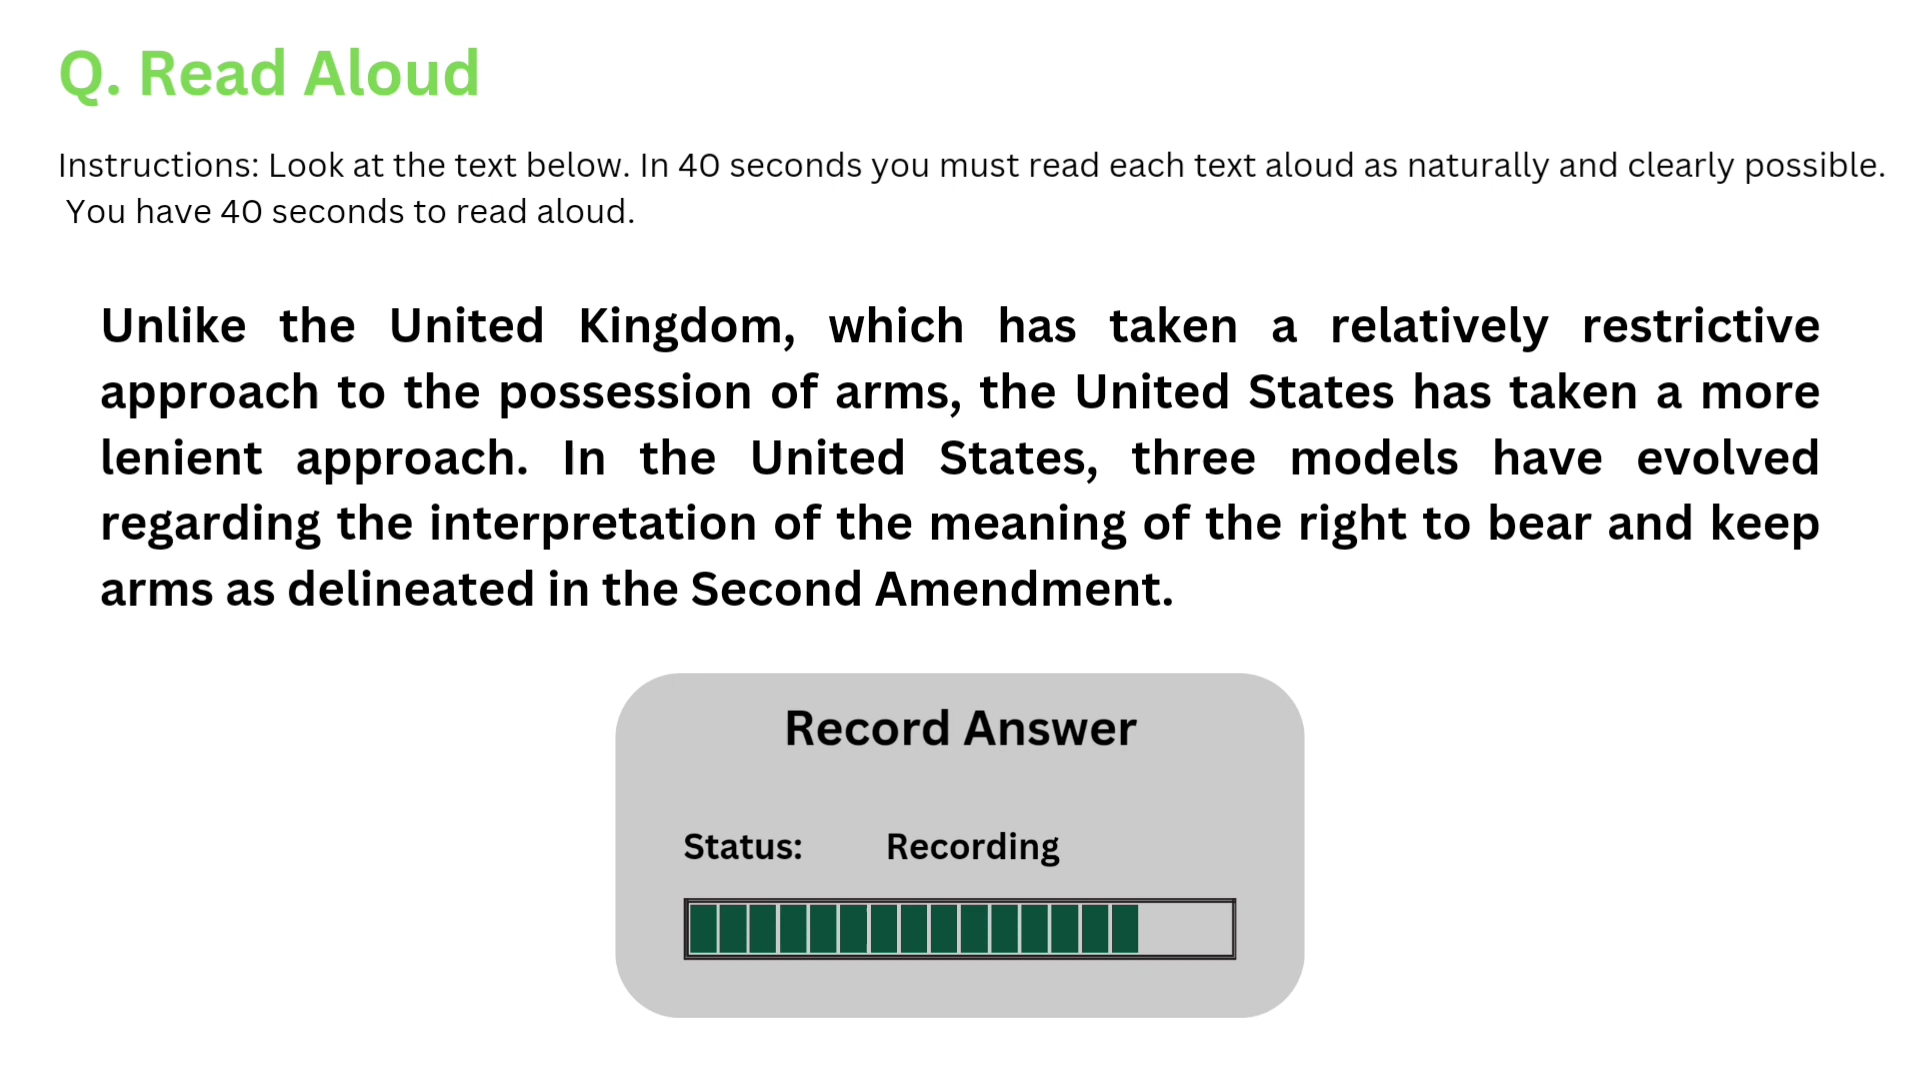 Q. Read Aloud
Instructions: Look at the text below. In 40 seconds you must read each text aloud as naturally and clearly possible.
You have 40 seconds to read aloud.
Unlike the United Kingdom, which has taken a relatively restrictive
approach to the possession of arms, the United States has taken a more
lenient approach. In the United States, three models have evolved
regarding the interpretation of the meaning of the right to bear and keep
arms as delineated in the Second Amendment.
Record Answer
Status: Recording